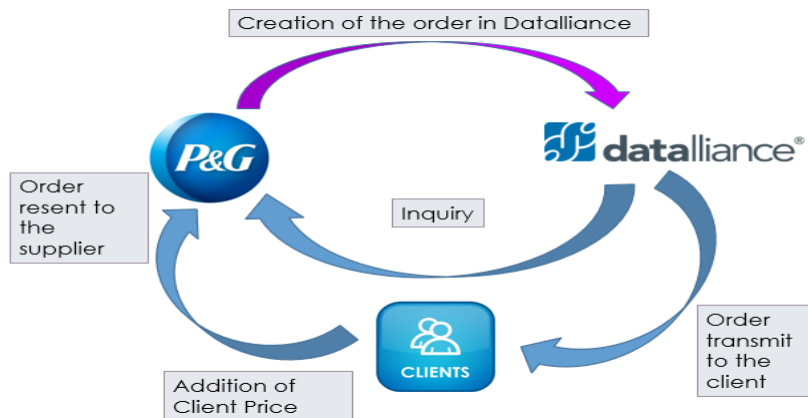 Creation of the order in Datalliance
P&G
datalliance®
Order
resent to
the
supplier
Inquiry
Order
transmit
to the
client
CLIENTS
Addition of
Client Price